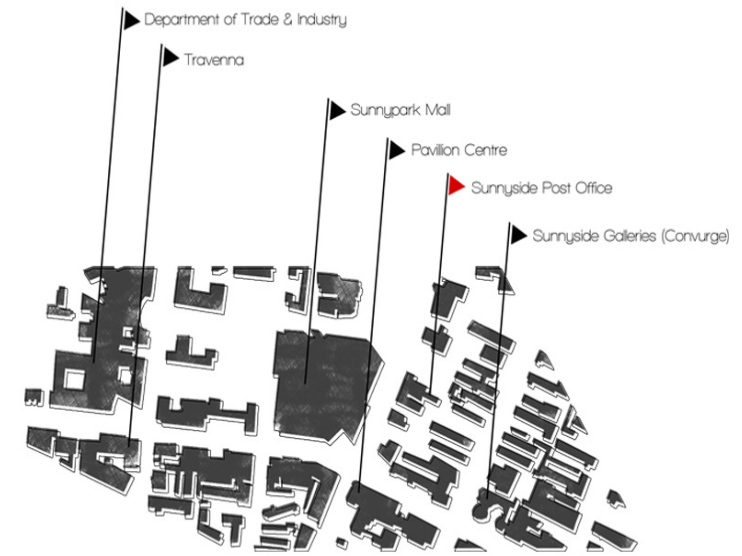 Department of Trade & Industry
Travenna
Sunnypark Mall
Pavillion Centre
Sunnyside Post Office
Sunnyside Galleries (Convurge)